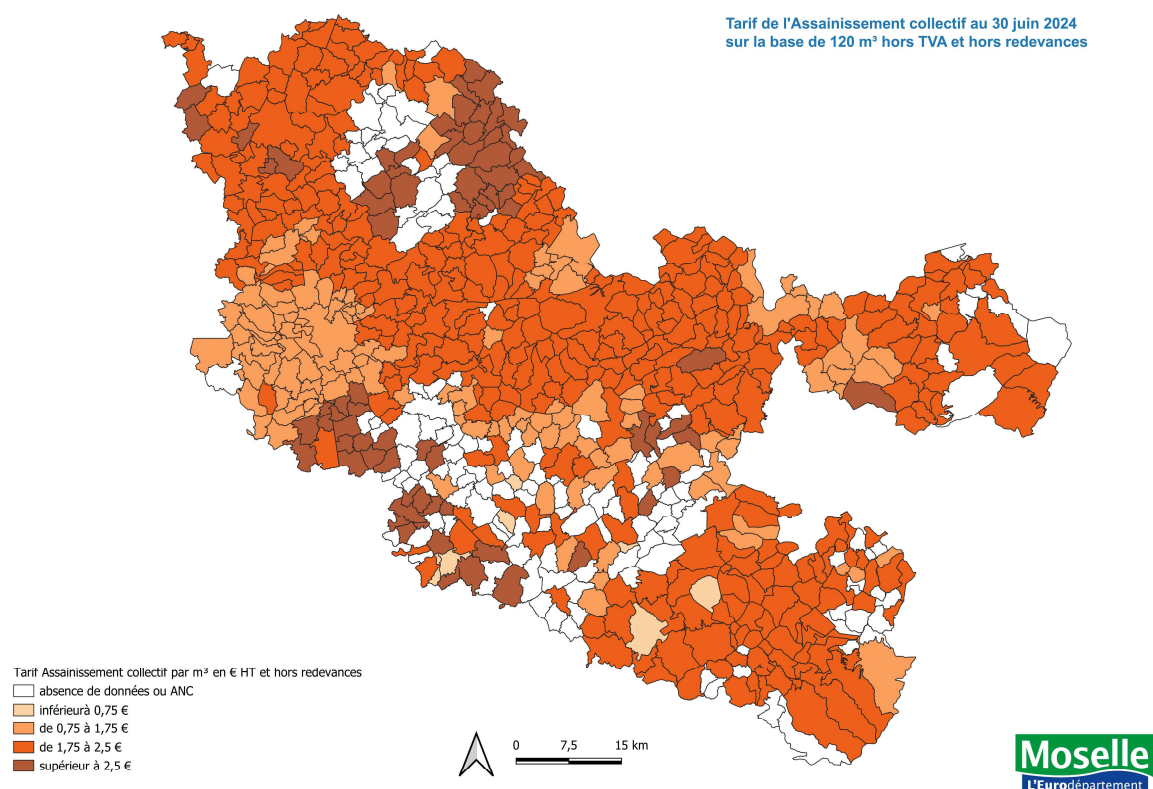 Tarif de l'Assainissement collectif au 30 juin 2024
sur la base de 120 m³ hors TVA et hors redevances
Tarif Assainissement collectif par m³ en € HT et hors redevances
absence de données ou ANC
inférieurà 0,75 €
de 0,75 à 1,75 €
de 1,75 à 2,5 €
supérieur à 2,5 €
0 7,5 15 km
Moselle
L'Eurodépartement